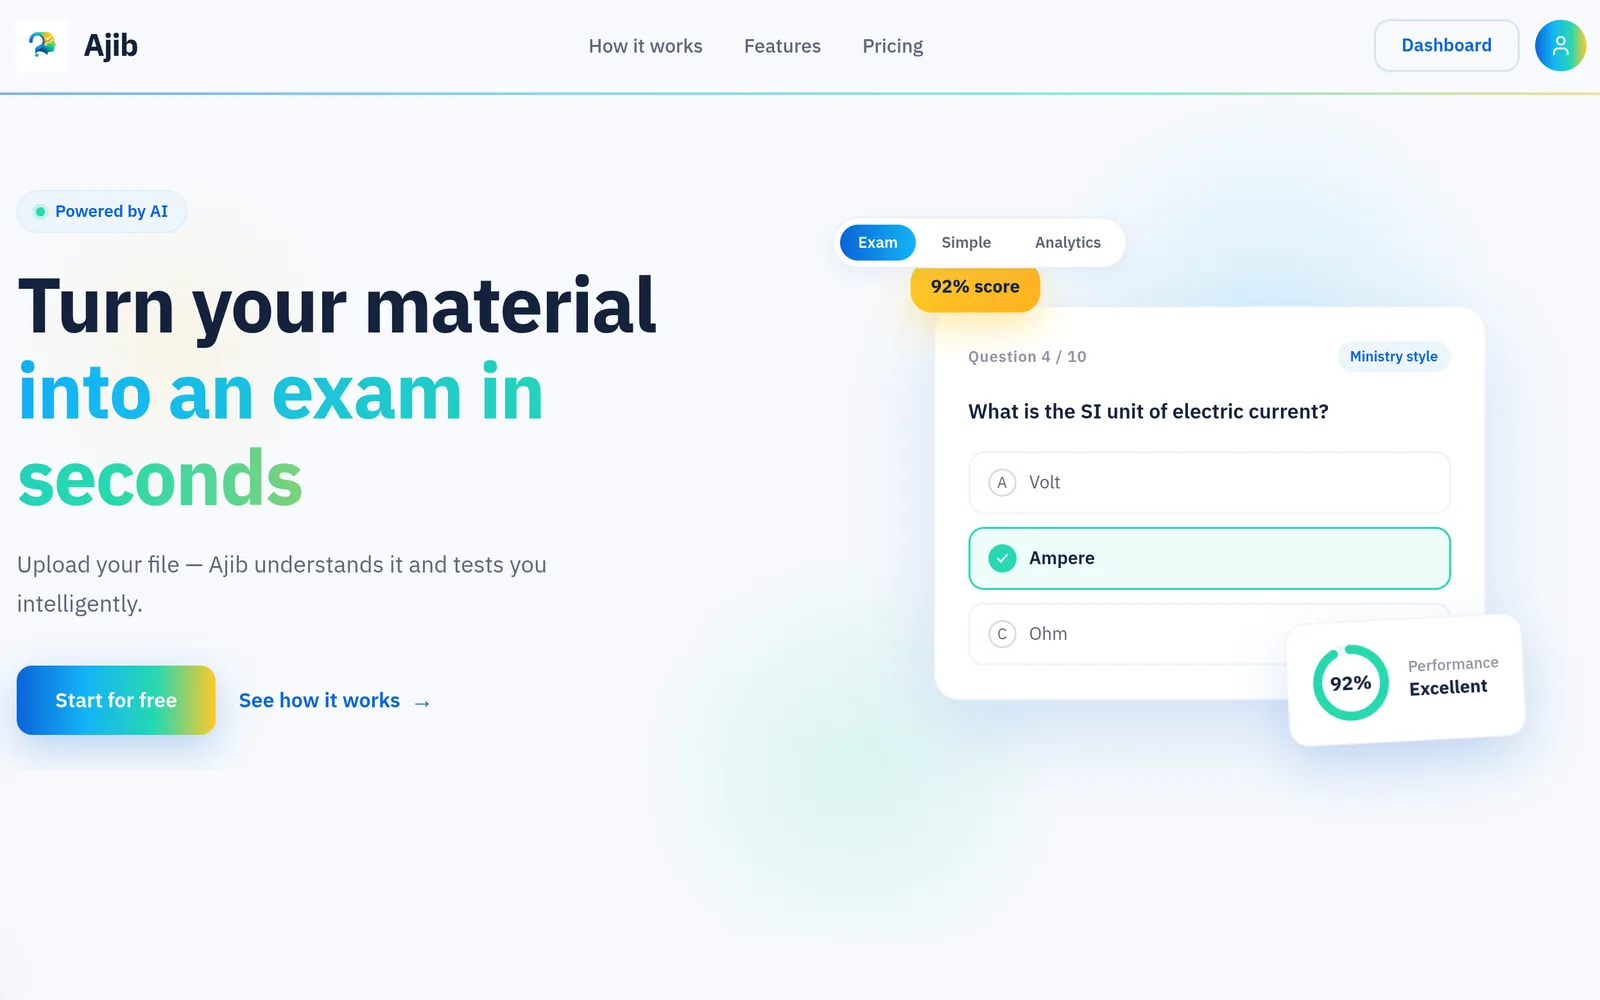 Ajib
How it works
Features
Pricing
Dashboard
Powered by AI
Turn your material
into an exam in
seconds
Upload your file — Ajib understands it and tests you
intelligently.
Start for free
See how it works →
Exam
Simple
Analytics
92% score
Question 4 / 10
Ministry style
What is the SI unit of electric current?
A Volt
Ampere
C Ohm
92%
Performance
Excellent